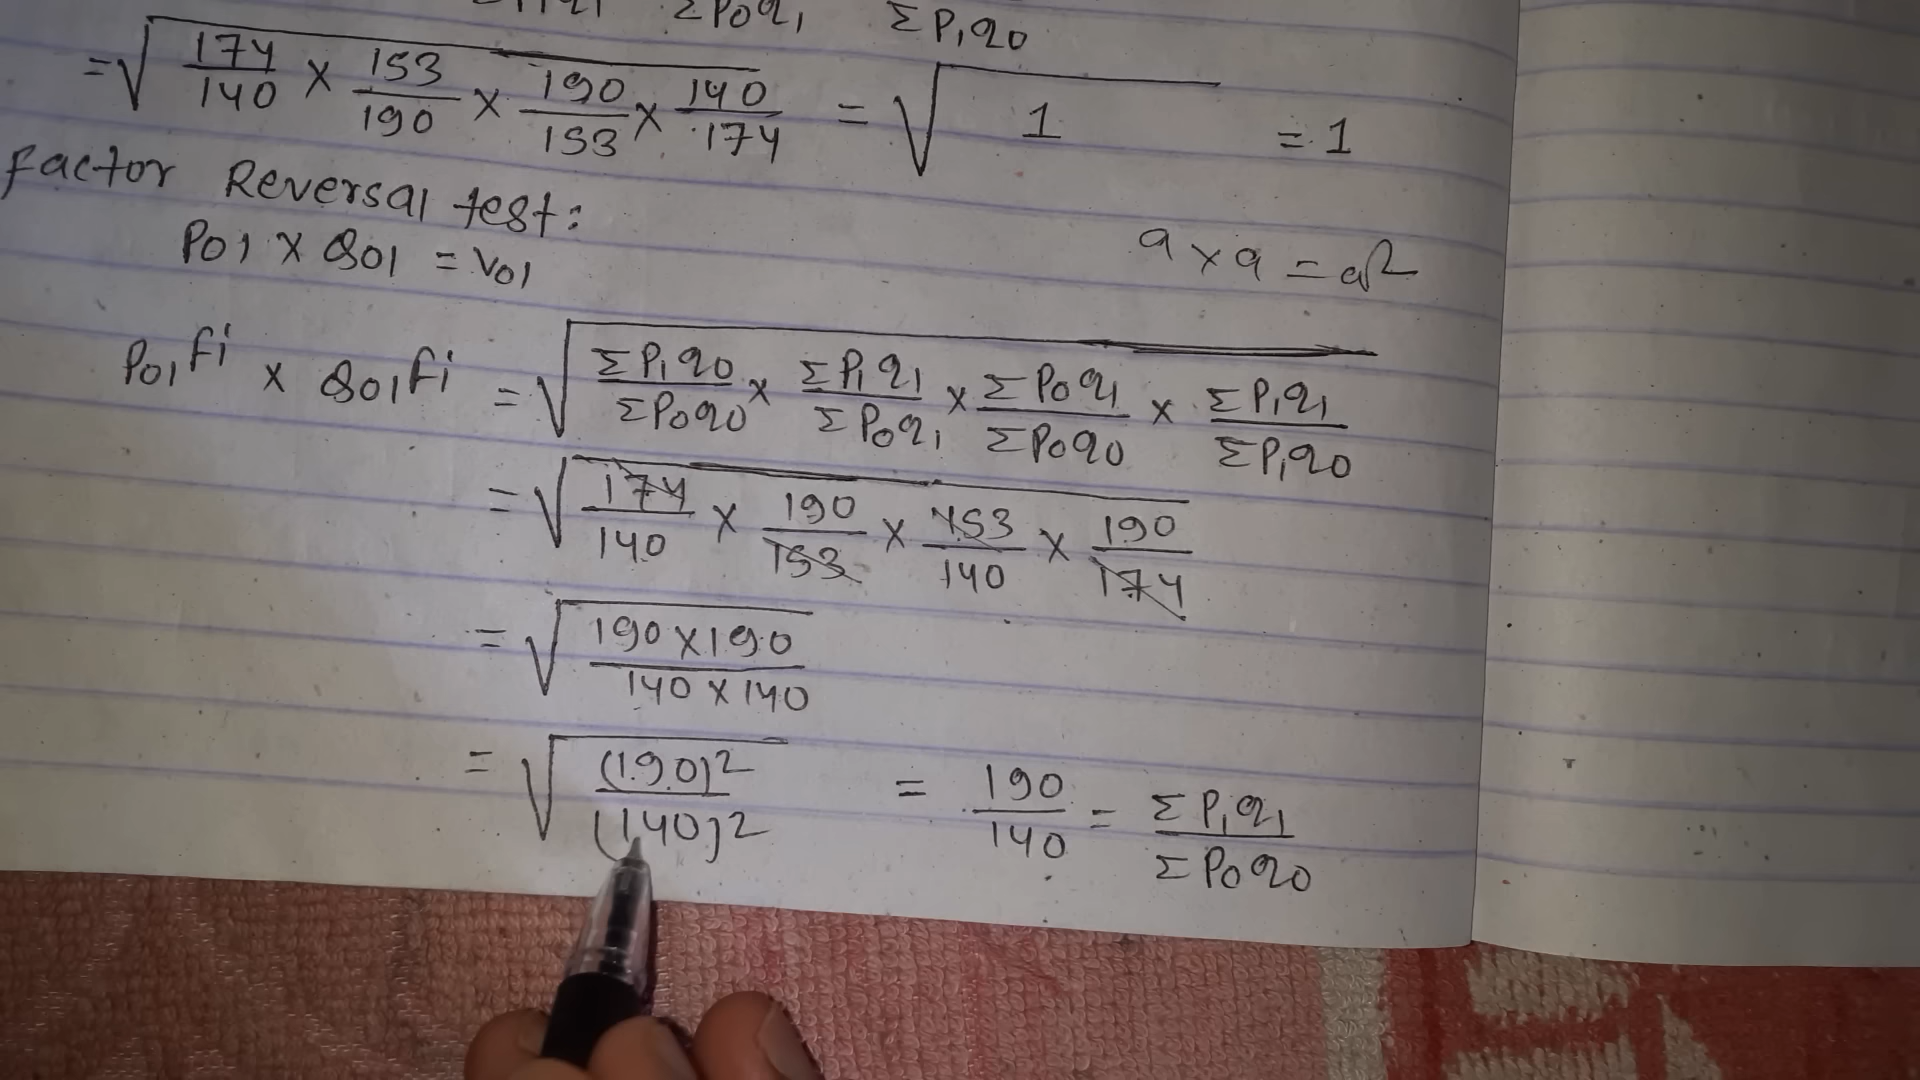 ΣP₀q₁ ΣP₁q₀
= √ 174/140 × 153/190 × 190/153 × 140/174 = √ 1 = 1
Factor Reversal test:
P01 × Q01 = V01
a × a = a²
P01^Fi × Q01^Fi = √ ΣP₁q₀/ΣP₀q₀ × ΣP₁q₁/ΣP₀q₁ × ΣP₀q₁/ΣP₀q₀ × ΣP₁q₁/ΣP₁q₀
= √ 174/140 × 190/153 × 153/140 × 190/174
= √ 190×190/140×140
= √ (190)²/(140)² = 190/140 = ΣP₁q₁/ΣP₀q₀